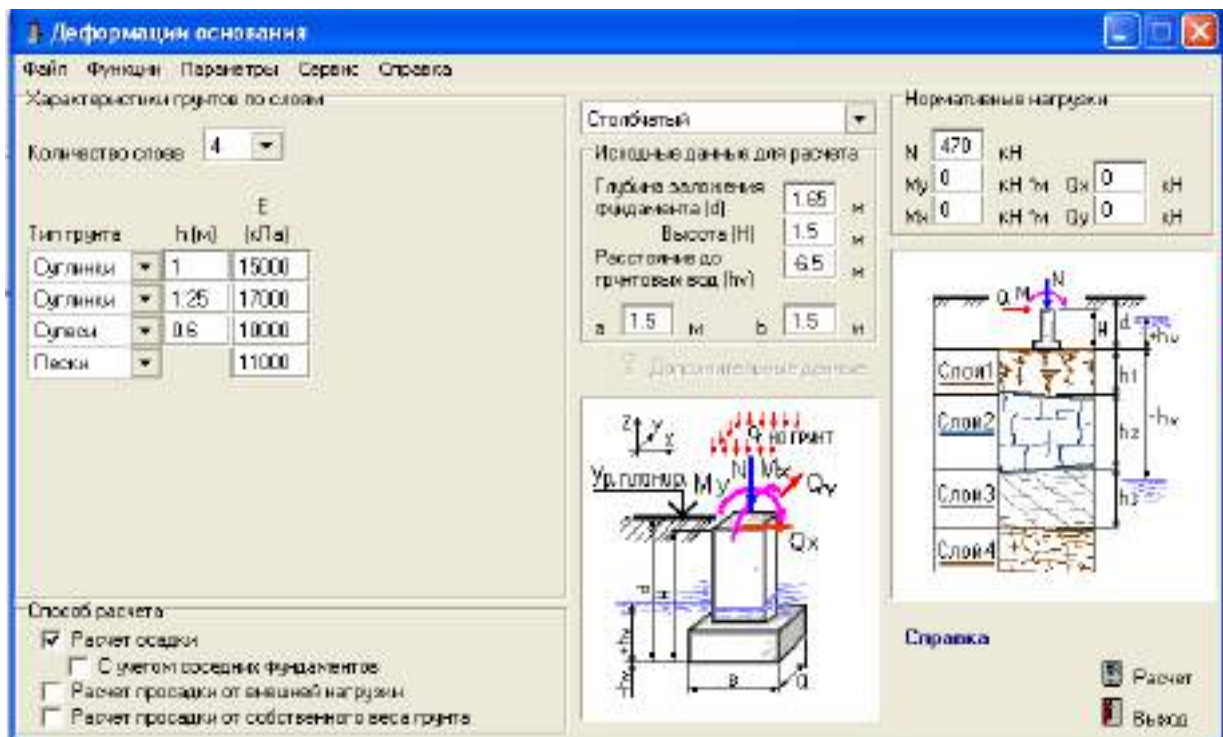 Деформации основания
Файл Функции Параметры Сервис Справка
Характеристики грунтов по слоям
Количество слоев 4
E
Тип грунта h (м) (кПа)
Суглинки 1 15000
Суглинки 1.25 17000
Супеси 0.6 10000
Пески 11000
Способ расчета
Расчет осадки
С учетом соседних фундаментов
Расчет просадки от внешней нагрузки
Расчет просадки от собственного веса грунта
Столбчатый
Исходные данные для расчета
Глубина заложения
фундамента (d) 1.65 м
Высота (H) 1.5 м
Расстояние до
грунтовых вод (hv) 6.5 м
a 1.5 м b 1.5 м
Дополнительные данные
Z Y X
q на грунт
Ур. планир. My N Mx Qy
Qx
d H
+hv
-hv
B a
Нормативные нагрузки
N 470 кН
My 0 кН*м Qx 0 кН
Mx 0 кН*м Qy 0 кН
Q M N
H d +hv
Слой1 h1
Слой2 h2 -hv
Слой3 h3
Слой4
Справка
Расчет
Выход